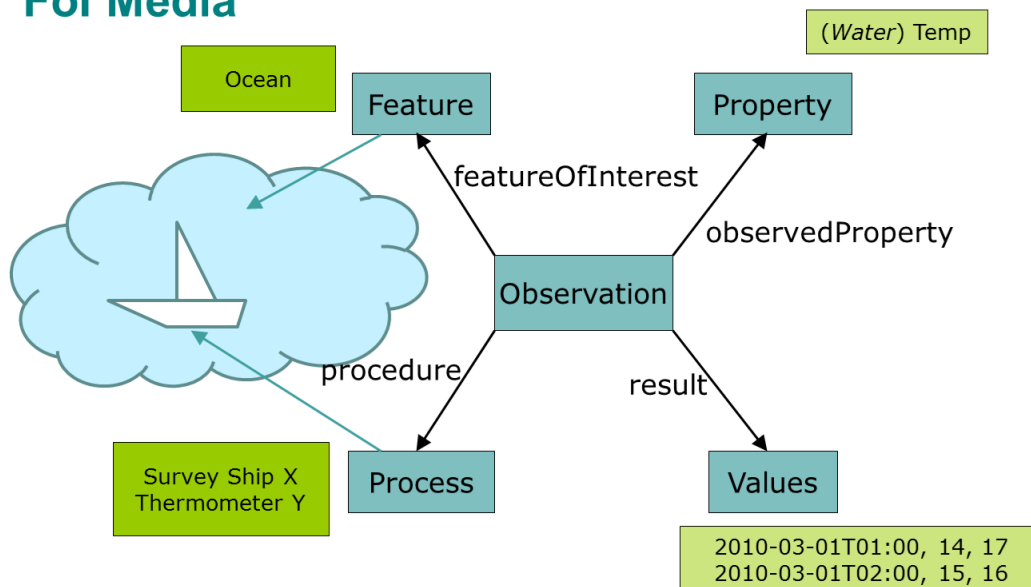 For Media
(Water) Temp
Ocean
Feature
Property
featureOfInterest
observedProperty
Observation
procedure
result
Survey Ship X
Thermometer Y
Process
Values
2010-03-01T01:00, 14, 17
2010-03-01T02:00, 15, 16